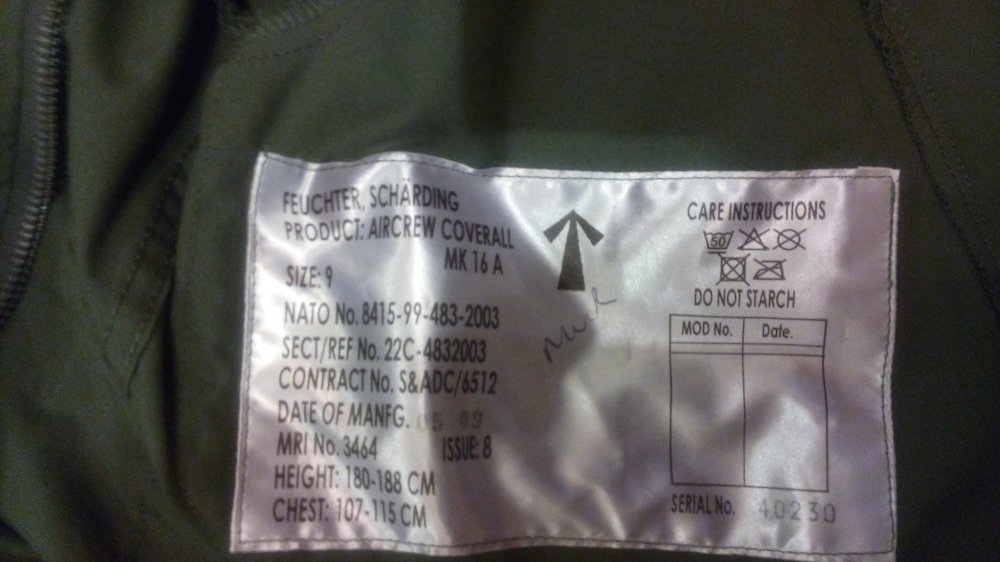 FEUCHTER, SCHÄRDING
PRODUCT: AIRCREW COVERALL
MK 16 A
SIZE: 9
NATO No. 8415-99-483-2003
SECT/REF No. 22C-4832003
CONTRACT No. S&ADC/6512
DATE OF MANFG. 05 89
MRI No. 3464 ISSUE: 8
HEIGHT: 180-188 CM
CHEST: 107-115 CM
CARE INSTRUCTIONS
50
DO NOT STARCH
MOD No. Date.
SERIAL No. 40230